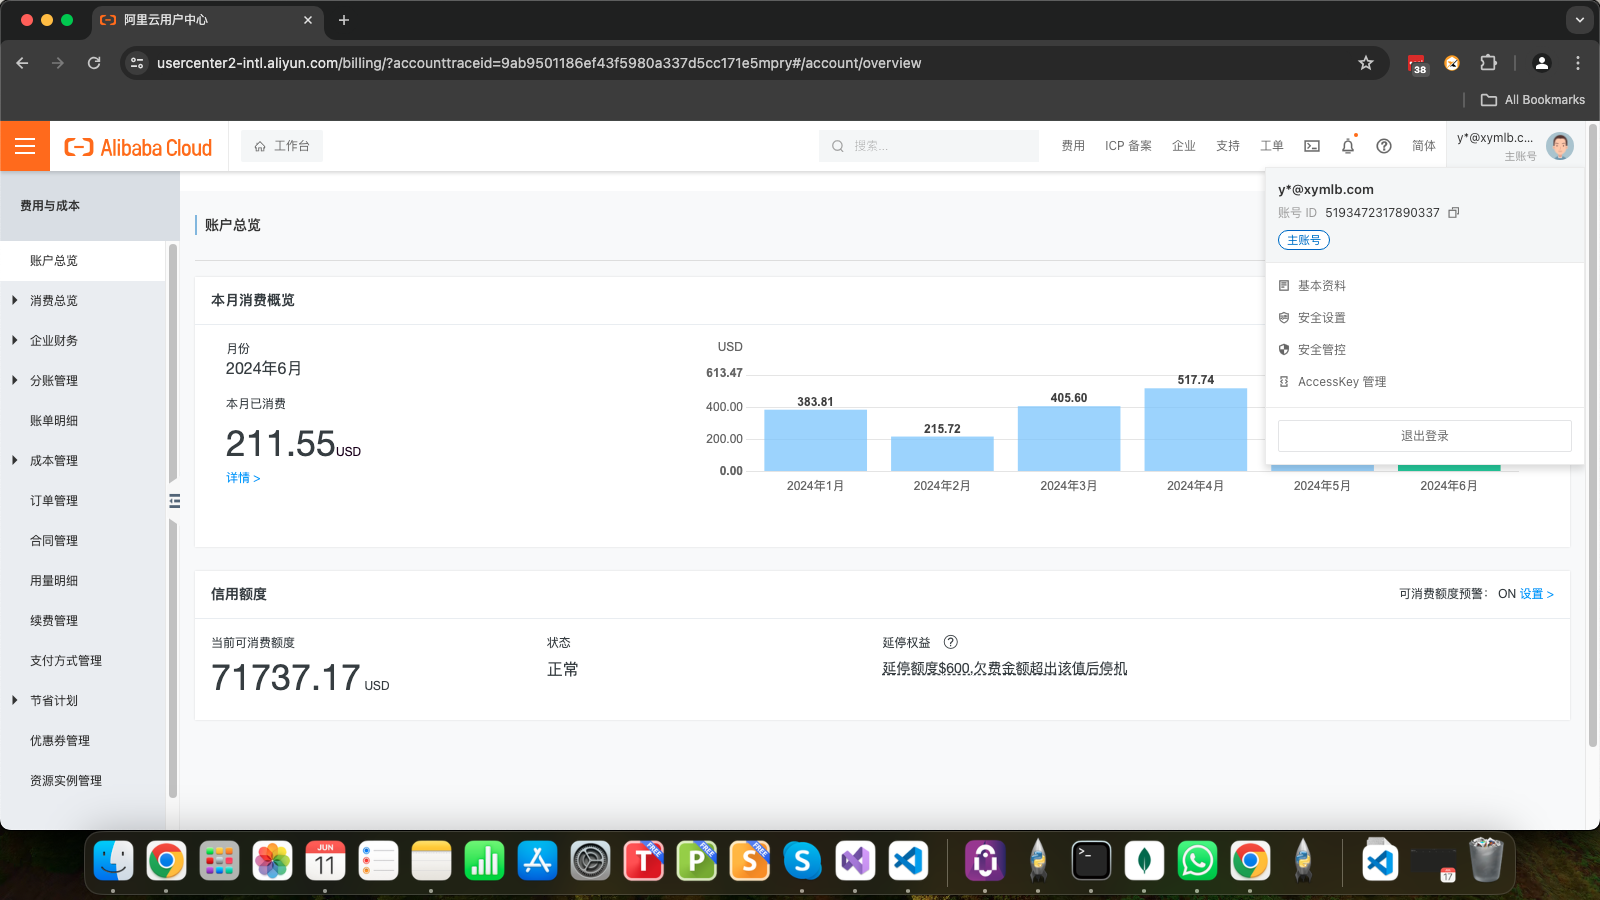 阿里云用户中心
usercenter2-intl.aliyun.com/billing/?accounttraceid=9ab9501186ef43f5980a337d5cc171e5mpry#/account/overview
38
All Bookmarks
Alibaba Cloud
工作台
搜索...
费用
ICP 备案
企业
支持
工单
简体
y*@xymlb.c...
主账号
y*@xymlb.com
账号 ID 5193472317890337
主账号
基本资料
安全设置
安全管控
AccessKey 管理
退出登录
费用与成本
账户总览
消费总览
企业财务
分账管理
账单明细
成本管理
订单管理
合同管理
用量明细
续费管理
支付方式管理
节省计划
优惠券管理
资源实例管理
账户总览
本月消费概览
月份
2024年6月
本月已消费
211.55USD
详情 >
USD
613.47
400.00
200.00
0.00
383.81
215.72
405.60
517.74
2024年1月
2024年2月
2024年3月
2024年4月
2024年5月
2024年6月
信用额度
可消费额度预警： ON 设置 >
当前可消费额度
71737.17 USD
状态
正常
延停权益
延停额度$600,欠费金额超出该值后停机
JUN
11
T
FREE
P
FREE
S
FREE
S
17